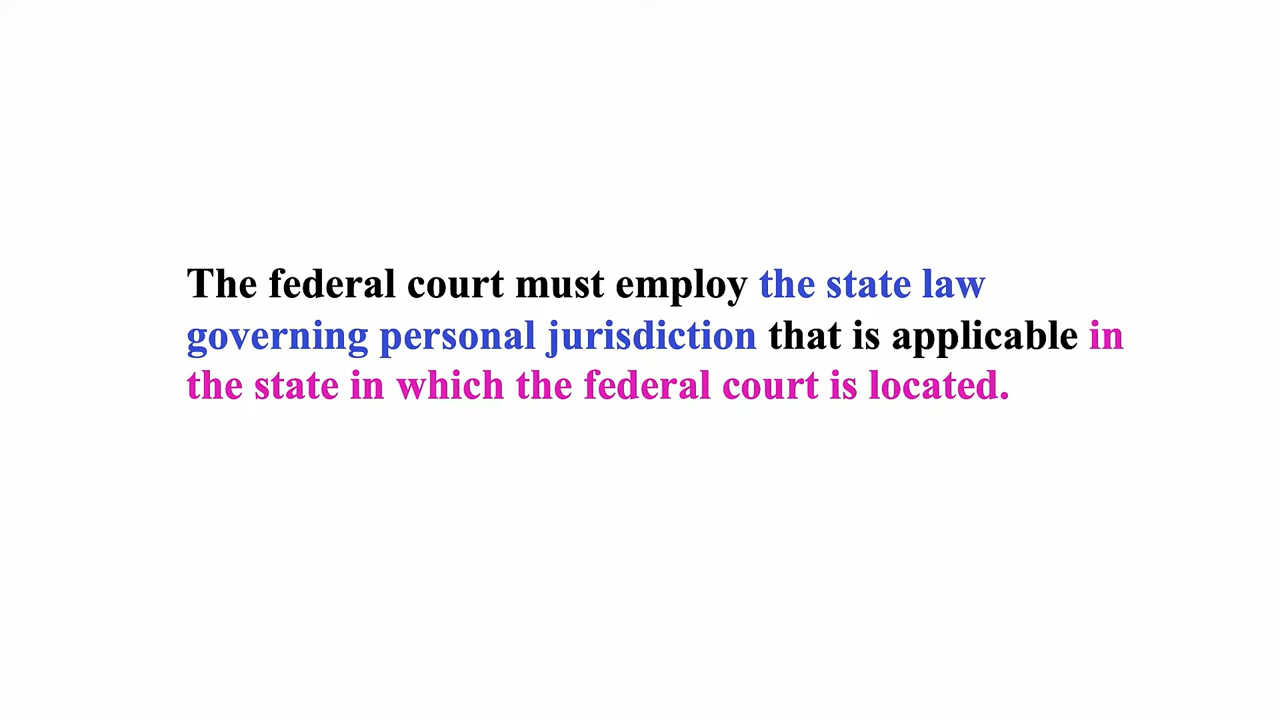 The federal court must employ the state law
governing personal jurisdiction that is applicable in
the state in which the federal court is located.